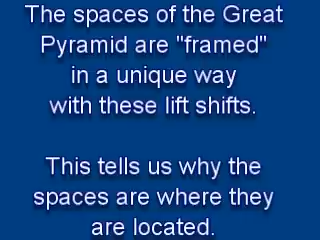 The spaces of the Great
Pyramid are "framed"
in a unique way
with these lift shifts.
This tells us why the
spaces are where they
are located.